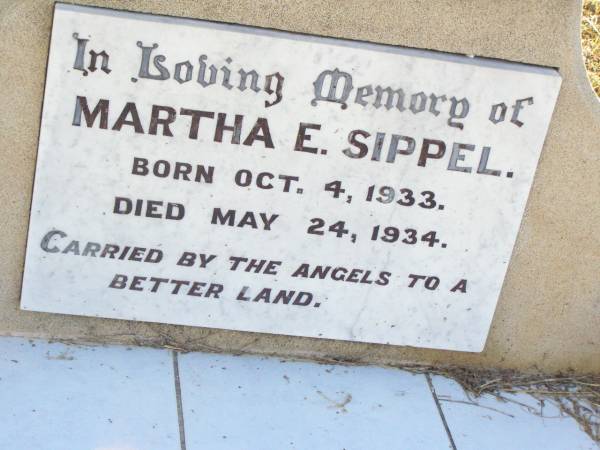 In Loving Memory of
MARTHA E. SIPPEL.
BORN OCT. 4, 1933.
DIED MAY 24, 1934.
CARRIED BY THE ANGELS TO A
BETTER LAND.